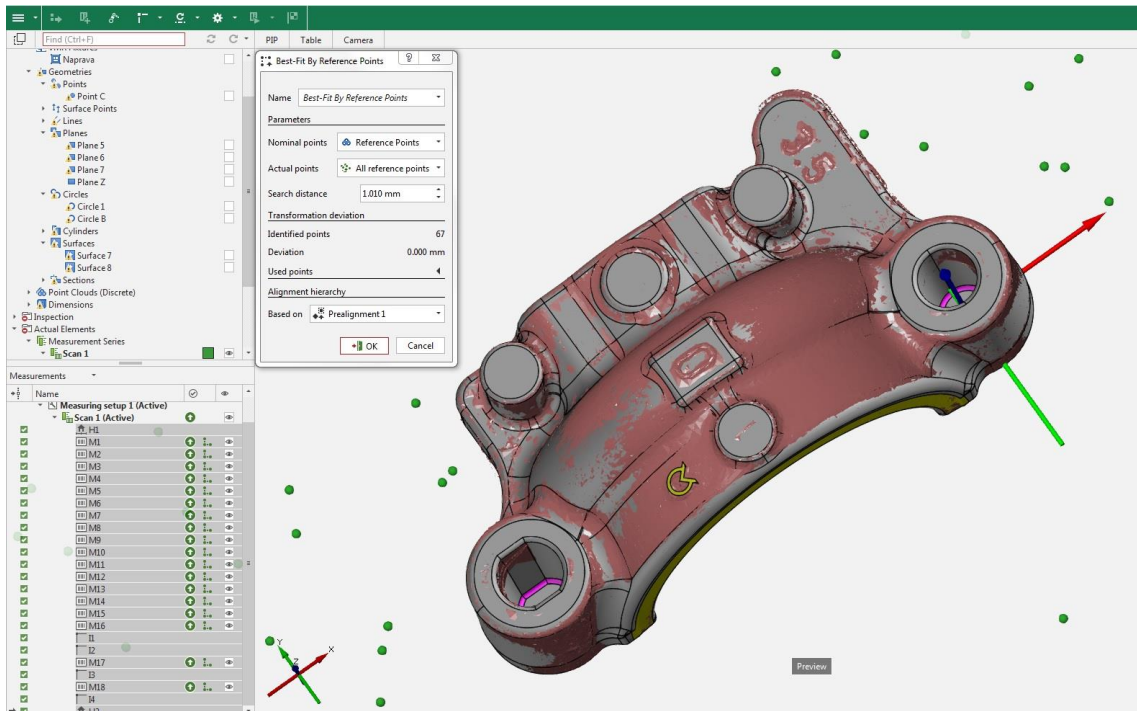 Find (Ctrl+F)
PIP
Table
Camera
Naprava
Geometries
Points
Point C
Surface Points
Lines
Planes
Plane 5
Plane 6
Plane 7
Plane Z
Circles
Circle 1
Circle B
Cylinders
Surfaces
Surface 7
Surface 8
Sections
Point Clouds (Discrete)
Dimensions
Inspection
Actual Elements
Measurement Series
Scan 1
Best-Fit By Reference Points
Name Best-Fit By Reference Points
Parameters
Nominal points Reference Points
Actual points All reference points
Search distance 1.010 mm
Transformation deviation
Identified points 67
Deviation 0.000 mm
Used points
Alignment hierarchy
Based on Prealignment 1
OK Cancel
Measurements
Name
Measuring setup 1 (Active)
Scan 1 (Active)
H1
M1
M2
M3
M4
M5
M6
M7
M8
M9
M10
M11
M12
M13
M14
M15
M16
I1
I2
M17
I3
M18
I4
Y
Z
X
Preview